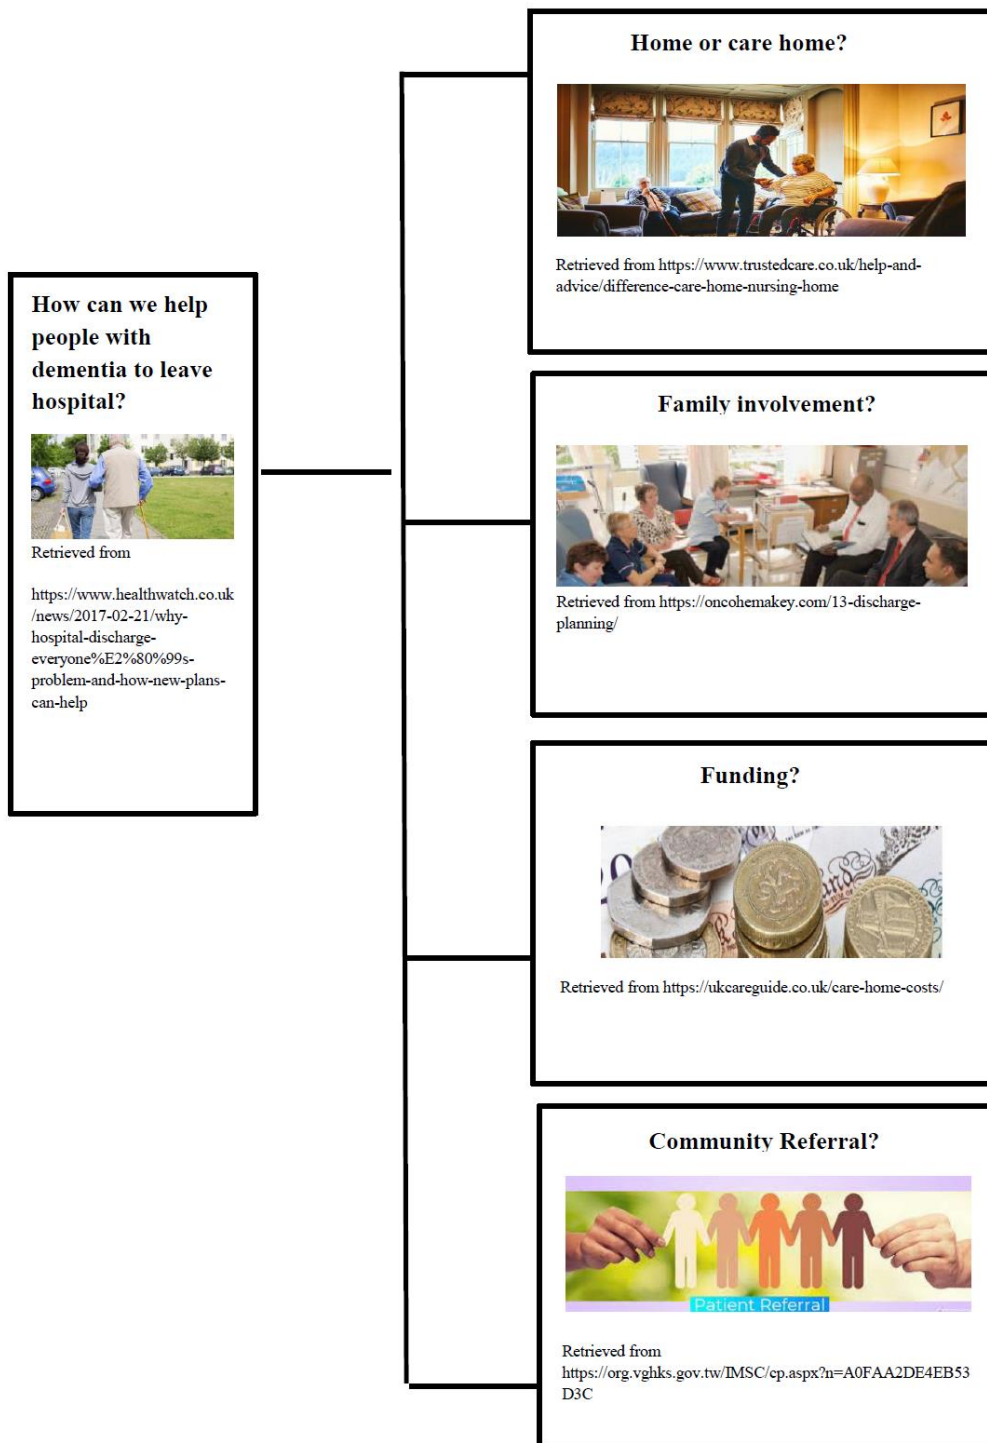 How can we help
people with
dementia to leave
hospital?
Retrieved from
https://www.healthwatch.co.uk
/news/2017-02-21/why-
hospital-discharge-
everyone%E2%80%99s-
problem-and-how-new-plans-
can-help
Home or care home?
Retrieved from https://www.trustedcare.co.uk/help-and-
advice/difference-care-home-nursing-home
Family involvement?
Retrieved from https://oncohemakey.com/13-discharge-
planning/
Funding?
Retrieved from https://ukcareguide.co.uk/care-home-costs/
Community Referral?
Patient Referral
Retrieved from
https://org.vghks.gov.tw/IMSC/cp.aspx?n=A0FAA2DE4EB53
D3C